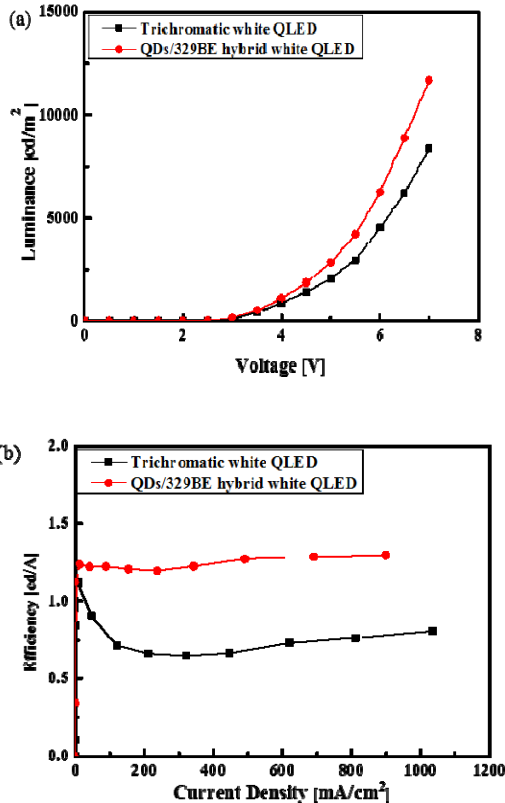 (a)
15000
10000
5000
0
Luminance [cd/m²]
Trichromatic white QLED
QDs/329BE hybrid white QLED
0 2 4 6 8
Voltage [V]
(b)
2.0
1.5
1.0
0.5
0.0
Efficiency [cd/A]
Trichromatic white QLED
QDs/329BE hybrid white QLED
0 200 400 600 800 1000 1200
Current Density [mA/cm²]